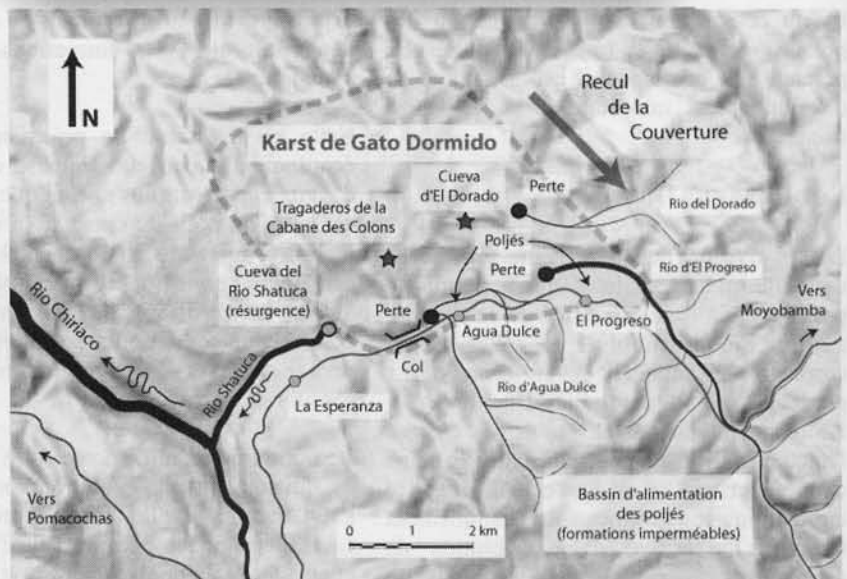 N
Recul
de la
Couverture
Karst de Gato Dormido
Cueva
d'El Dorado
Perte
Rio del Dorado
Tragaderos de la
Cabane des Colons
Poljés
Cueva del
Rio Shatuca
(résurgence)
Perte
Rio d'El Progreso
Vers
Moyobamba
Rio Chiriaco
Perte
Agua Dulce
El Progreso
Col
Rio Shatuca
La Esperanza
Rio d'Agua Dulce
Vers
Pomacochas
Bassin d'alimentation
des poljés
(formations imperméables)
0 1 2 km